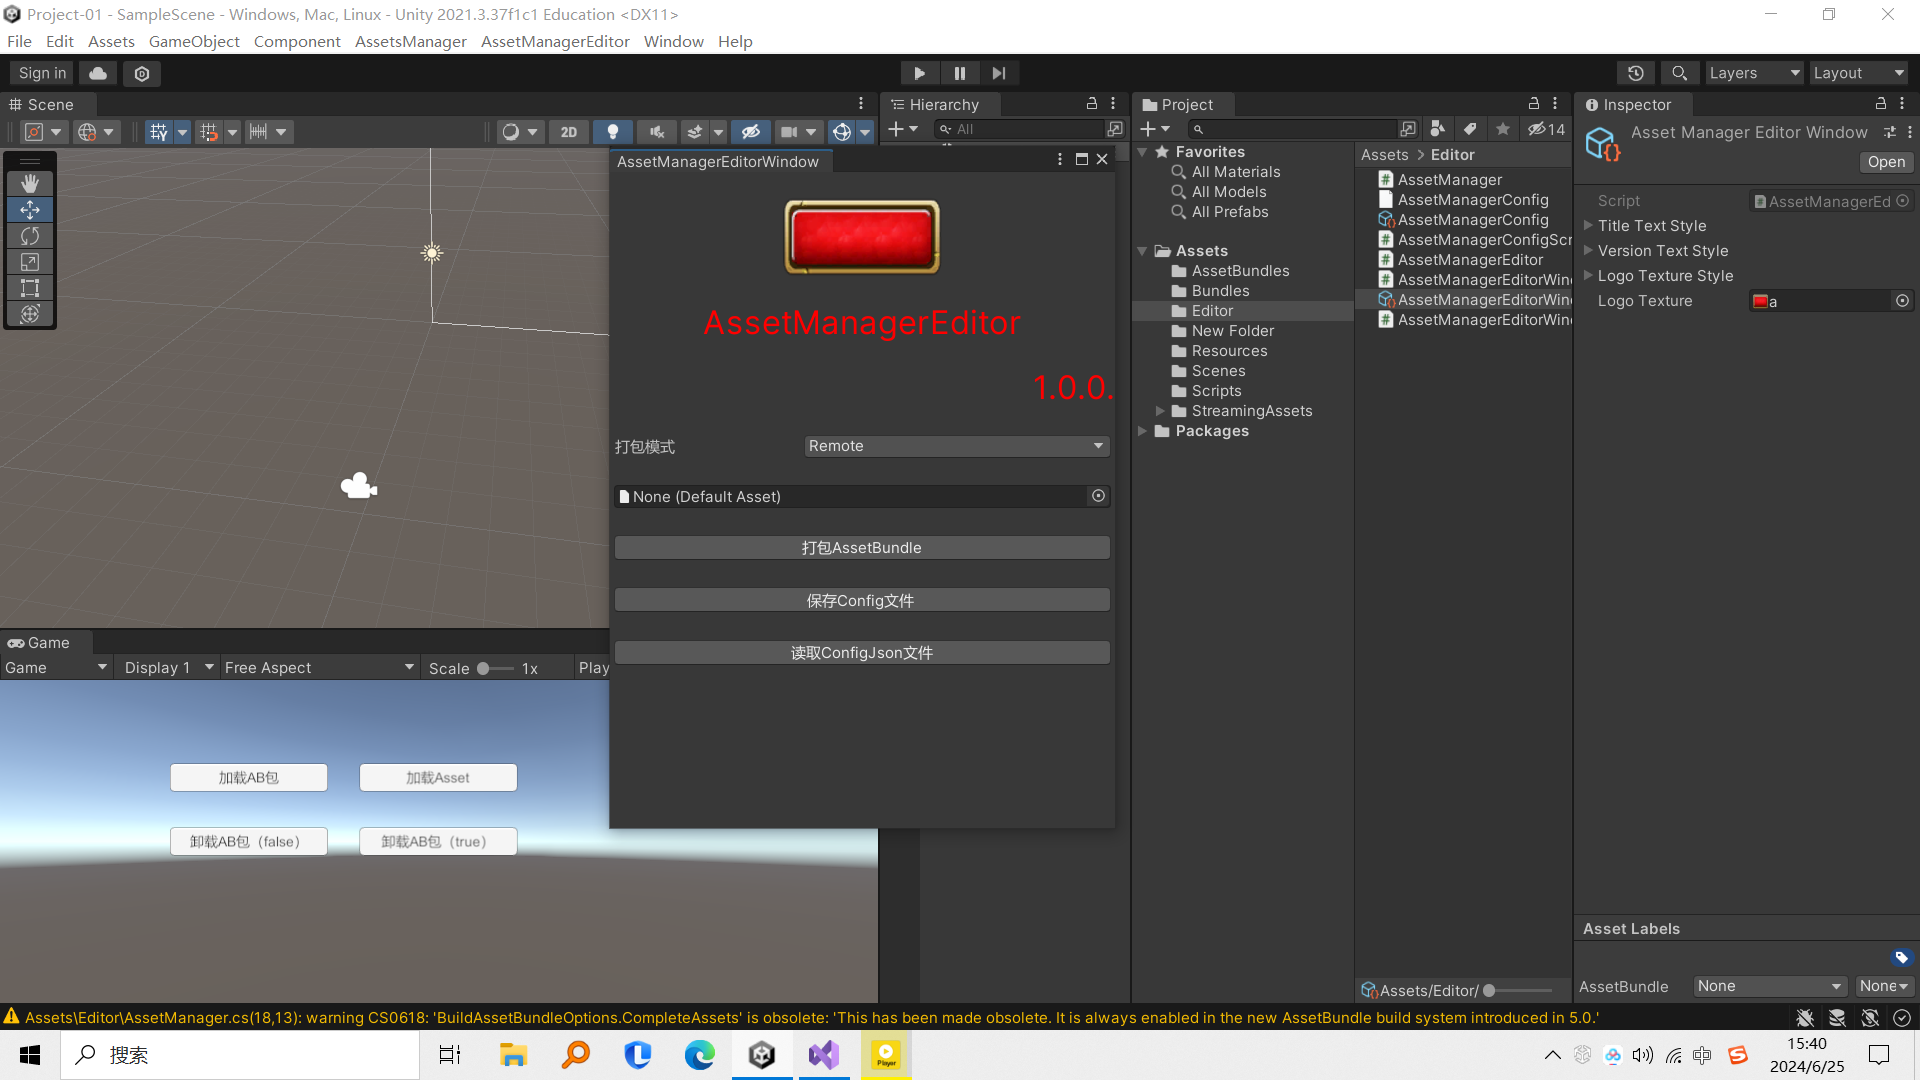 Project-01 - SampleScene - Windows, Mac, Linux - Unity 2021.3.37f1c1 Education <DX11>
File Edit Assets GameObject Component AssetsManager AssetManagerEditor Window Help
Sign in
Layers
Layout
Scene
2D
Hierarchy
All
Project
14
Inspector
Asset Manager Editor Window
Open
Script
AssetManagerEd
Title Text Style
Version Text Style
Logo Texture Style
Logo Texture
a
Favorites
All Materials
All Models
All Prefabs
Assets
AssetBundles
Bundles
Editor
New Folder
Resources
Scenes
Scripts
StreamingAssets
Packages
Assets > Editor
AssetManager
AssetManagerConfig
AssetManagerConfig
AssetManagerConfigScr
AssetManagerEditor
AssetManagerEditorWin
AssetManagerEditorWin
AssetManagerEditorWin
AssetManagerEditorWindow
AssetManagerEditor
1.0.0.
打包模式
Remote
None (Default Asset)
打包AssetBundle
保存Config文件
读取ConfigJson文件
Game
Game
Display 1
Free Aspect
Scale
1x
Play
加载AB包
加载Asset
卸载AB包（false）
卸载AB包（true）
Assets/Editor/
Asset Labels
AssetBundle
None
None
Assets\Editor\AssetManager.cs(18,13): warning CS0618: 'BuildAssetBundleOptions.CompleteAssets' is obsolete: 'This has been made obsolete. It is always enabled in the new AssetBundle build system introduced in 5.0.'
搜索
Player
中
15:40
2024/6/25